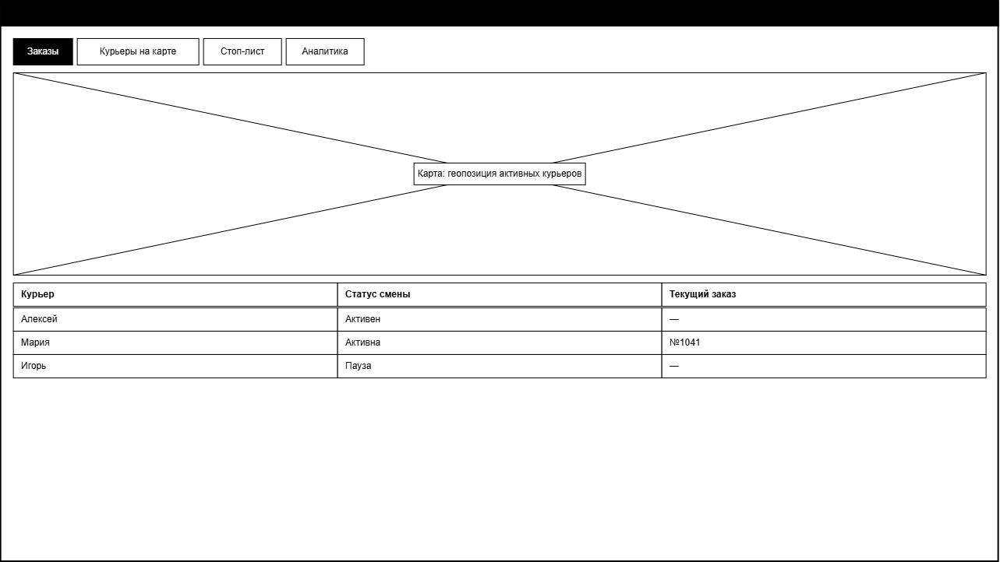 Заказы
Курьеры на карте
Стоп-лист
Аналитика
Карта: геопозиция активных курьеров
Курьер
Статус смены
Текущий заказ
Алексей
Активен
—
Мария
Активна
№1041
Игорь
Пауза
—